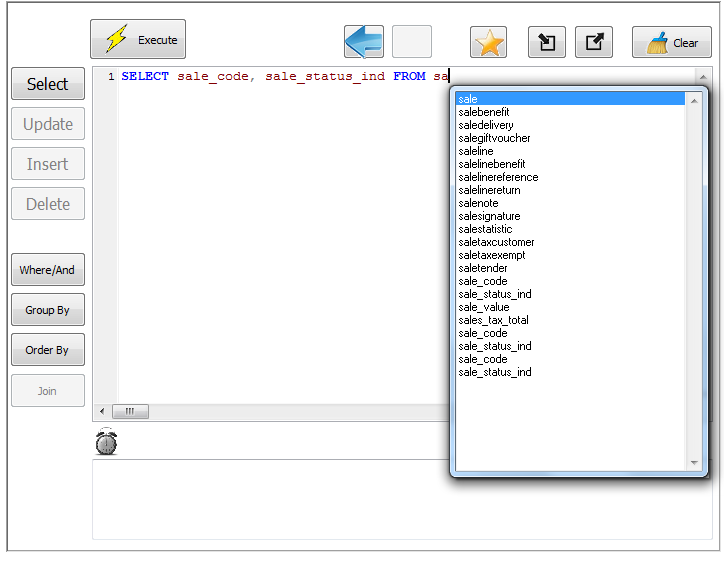 Execute
Clear
Select
Update
Insert
Delete
Where/And
Group By
Order By
Join
1 SELECT sale_code, sale_status_ind FROM sa
sale
salebenefit
saledelivery
salegiftvoucher
saleline
salelinebenefit
salelinereference
salelinereturn
salenote
salesignature
salestatistic
saletaxcustomer
saletaxexempt
saletender
sale_code
sale_status_ind
sale_value
sales_tax_total
sale_code
sale_status_ind
sale_code
sale_status_ind